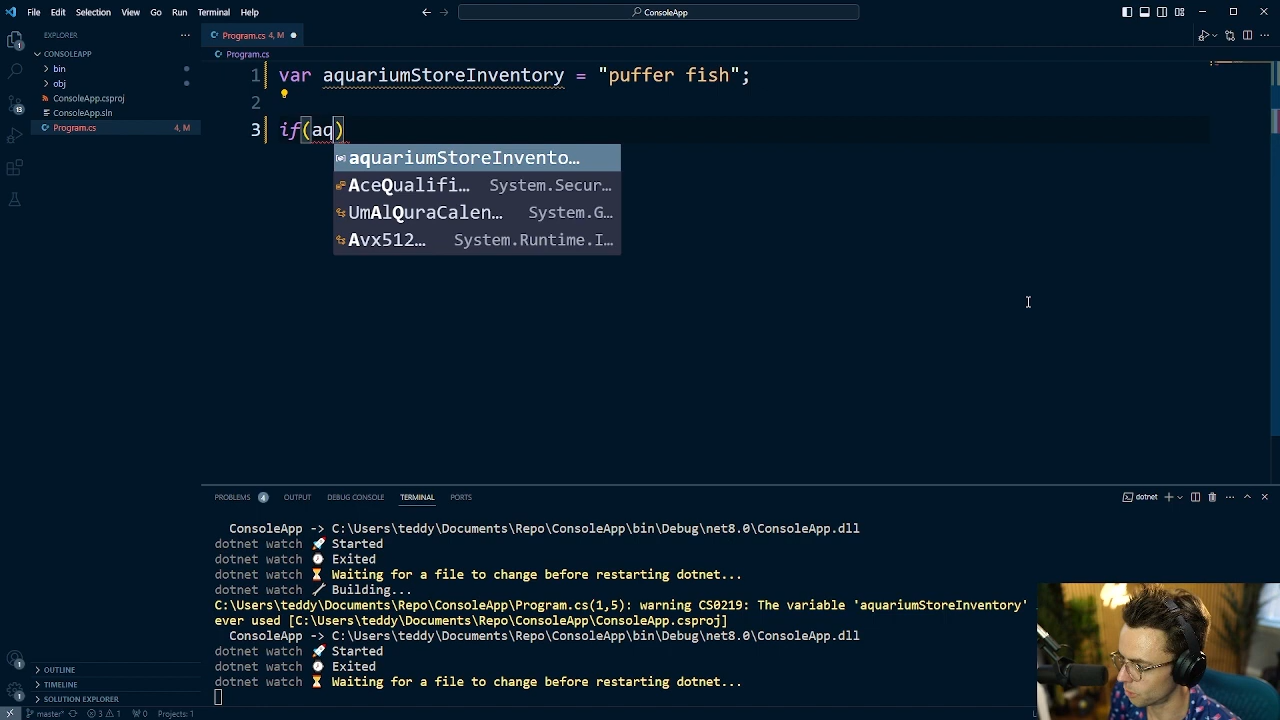 File Edit Selection View Go Run Terminal Help
ConsoleApp
EXPLORER
Program.cs 4, M
CONSOLEAPP
Program.cs
bin
obj
ConsoleApp.csproj
ConsoleApp.sln
Program.cs 4, M
1 var aquariumStoreInventory = "puffer fish";
2
3 if(aq)
aquariumStoreInvento...
AceQualifi... System.Secur...
UmAlQuraCalen... System.G...
Avx512... System.Runtime.I...
PROBLEMS 4 OUTPUT DEBUG CONSOLE TERMINAL PORTS
dotnet
ConsoleApp -> C:\Users\teddy\Documents\Repo\ConsoleApp\bin\Debug\net8.0\ConsoleApp.dll
dotnet watch 🚀 Started
dotnet watch 🕗 Exited
dotnet watch ⏳ Waiting for a file to change before restarting dotnet...
dotnet watch 🔧 Building...
C:\Users\teddy\Documents\Repo\ConsoleApp\Program.cs(1,5): warning CS0219: The variable 'aquariumStoreInventory'
ever used [C:\Users\teddy\Documents\Repo\ConsoleApp\ConsoleApp.csproj]
ConsoleApp -> C:\Users\teddy\Documents\Repo\ConsoleApp\bin\Debug\net8.0\ConsoleApp.dll
dotnet watch 🚀 Started
dotnet watch 🕗 Exited
dotnet watch ⏳ Waiting for a file to change before restarting dotnet...
1
13
1
1
OUTLINE
TIMELINE
SOLUTION EXPLORER
master* 3 1 0 Projects: 1